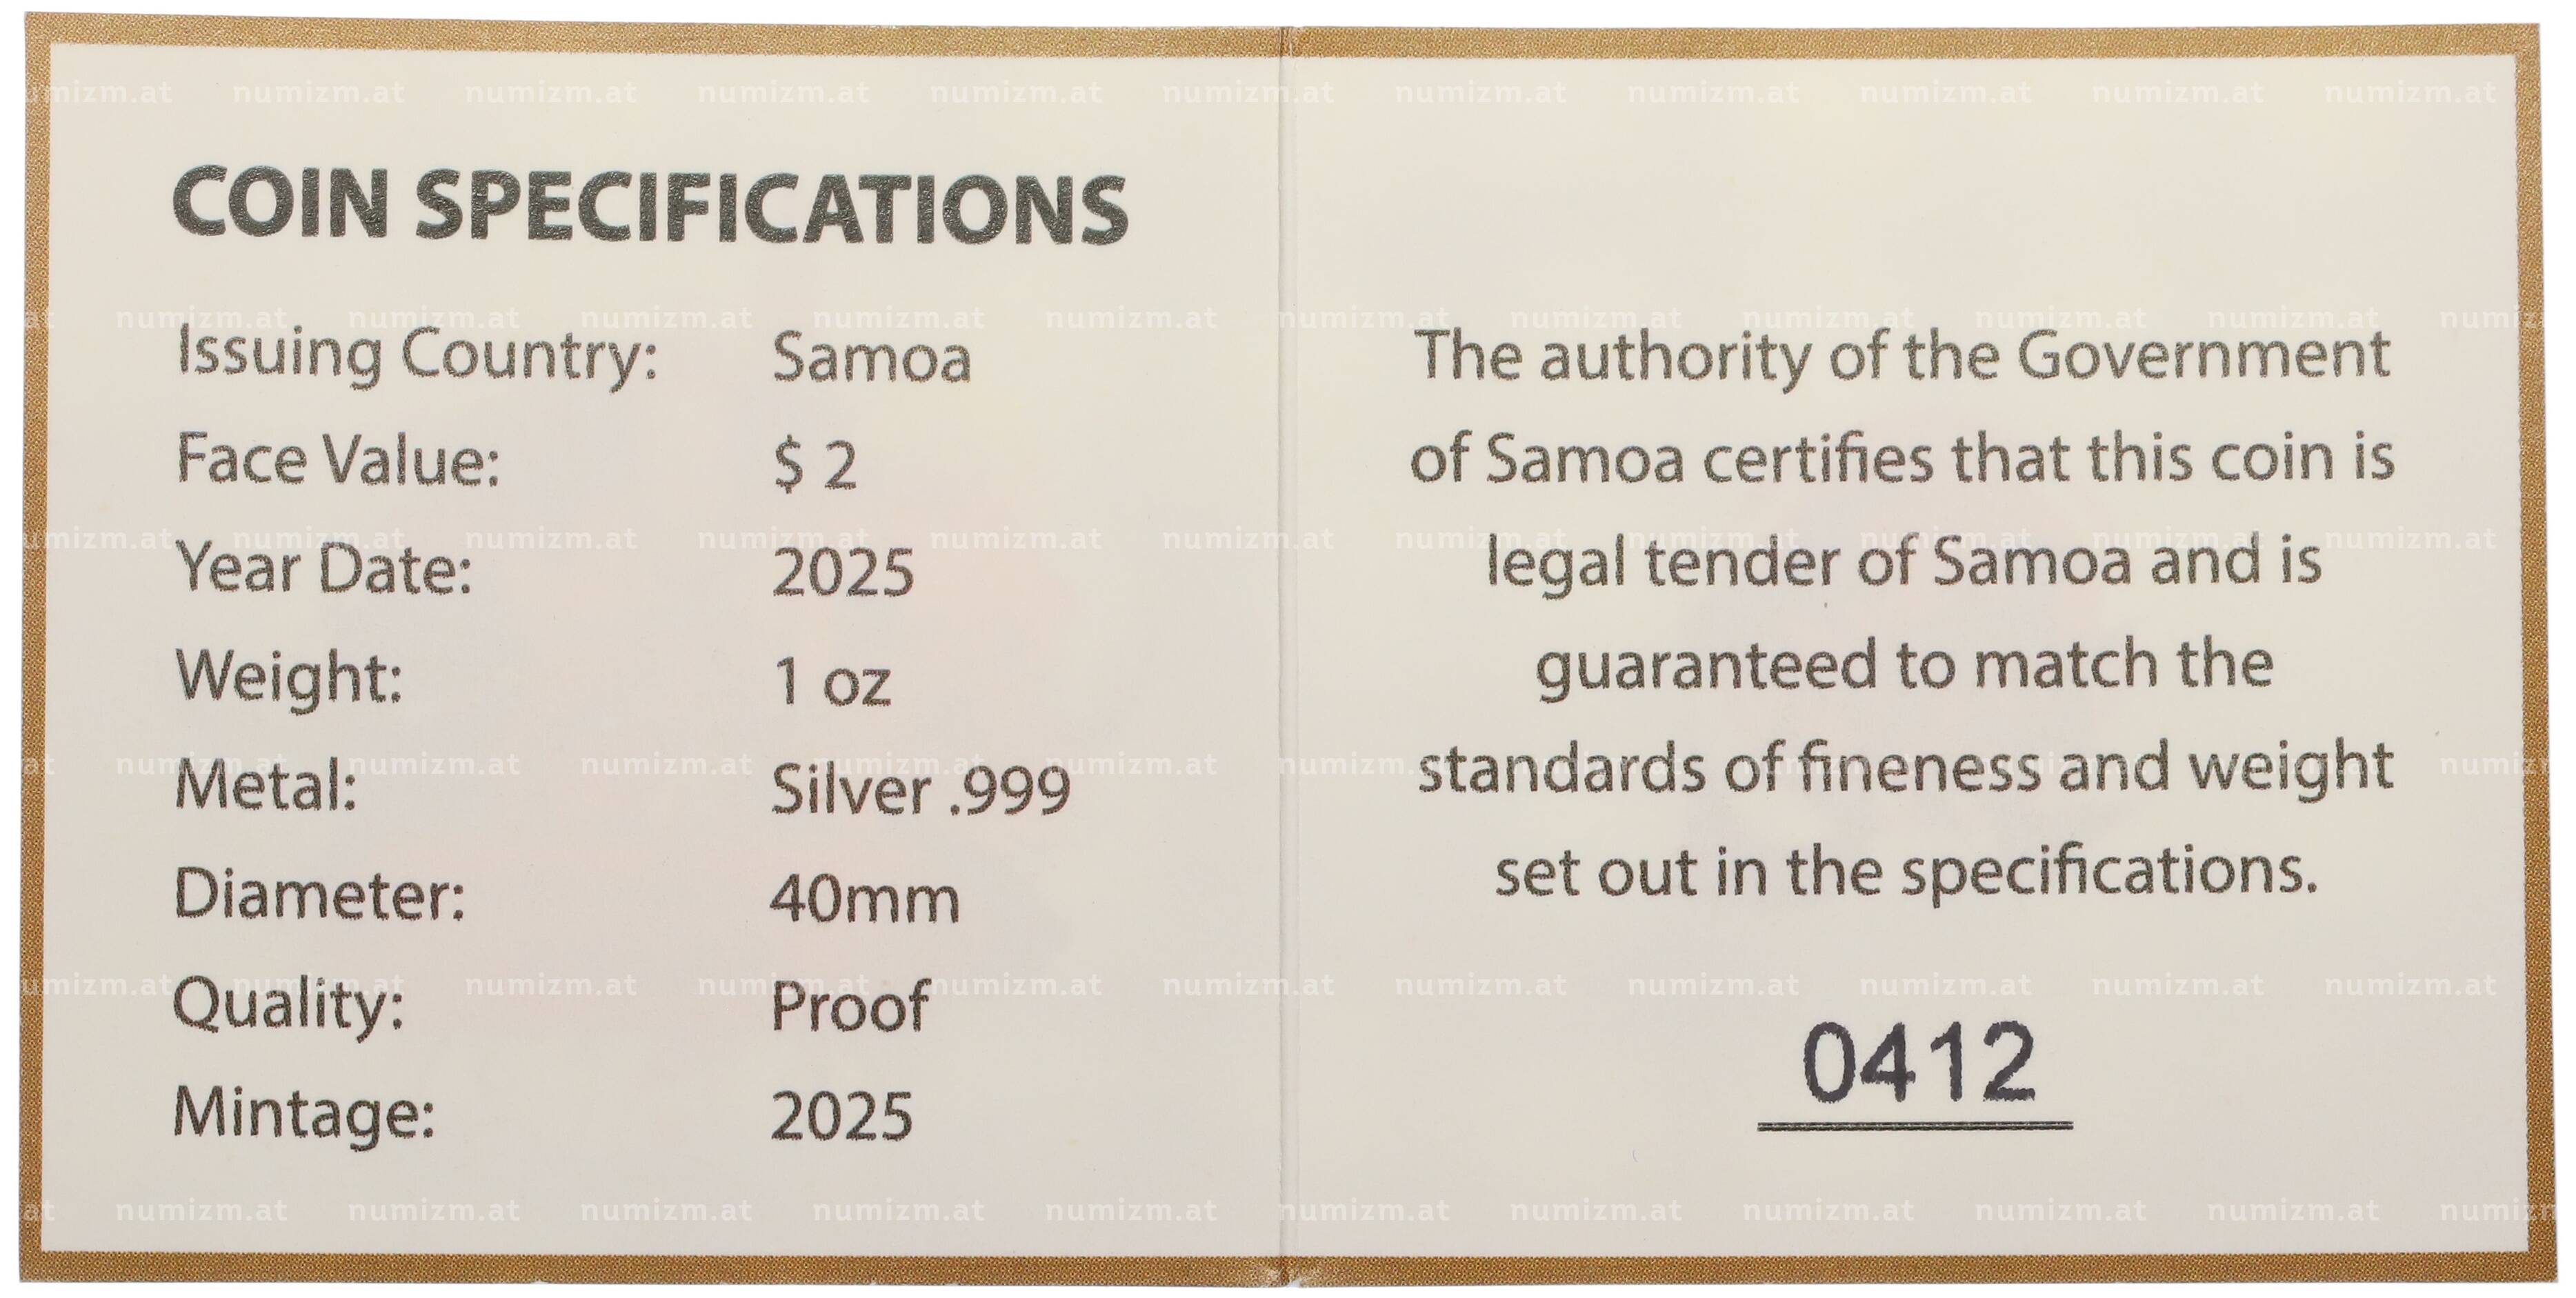 COIN SPECIFICATIONS
Issuing Country: Samoa
Face Value: $ 2
Year Date: 2025
Weight: 1 oz
Metal: Silver .999
Diameter: 40mm
Quality: Proof
Mintage: 2025
The authority of the Government
of Samoa certifies that this coin is
legal tender of Samoa and is
guaranteed to match the
standards of fineness and weight
set out in the specifications.
0412
numizm.at